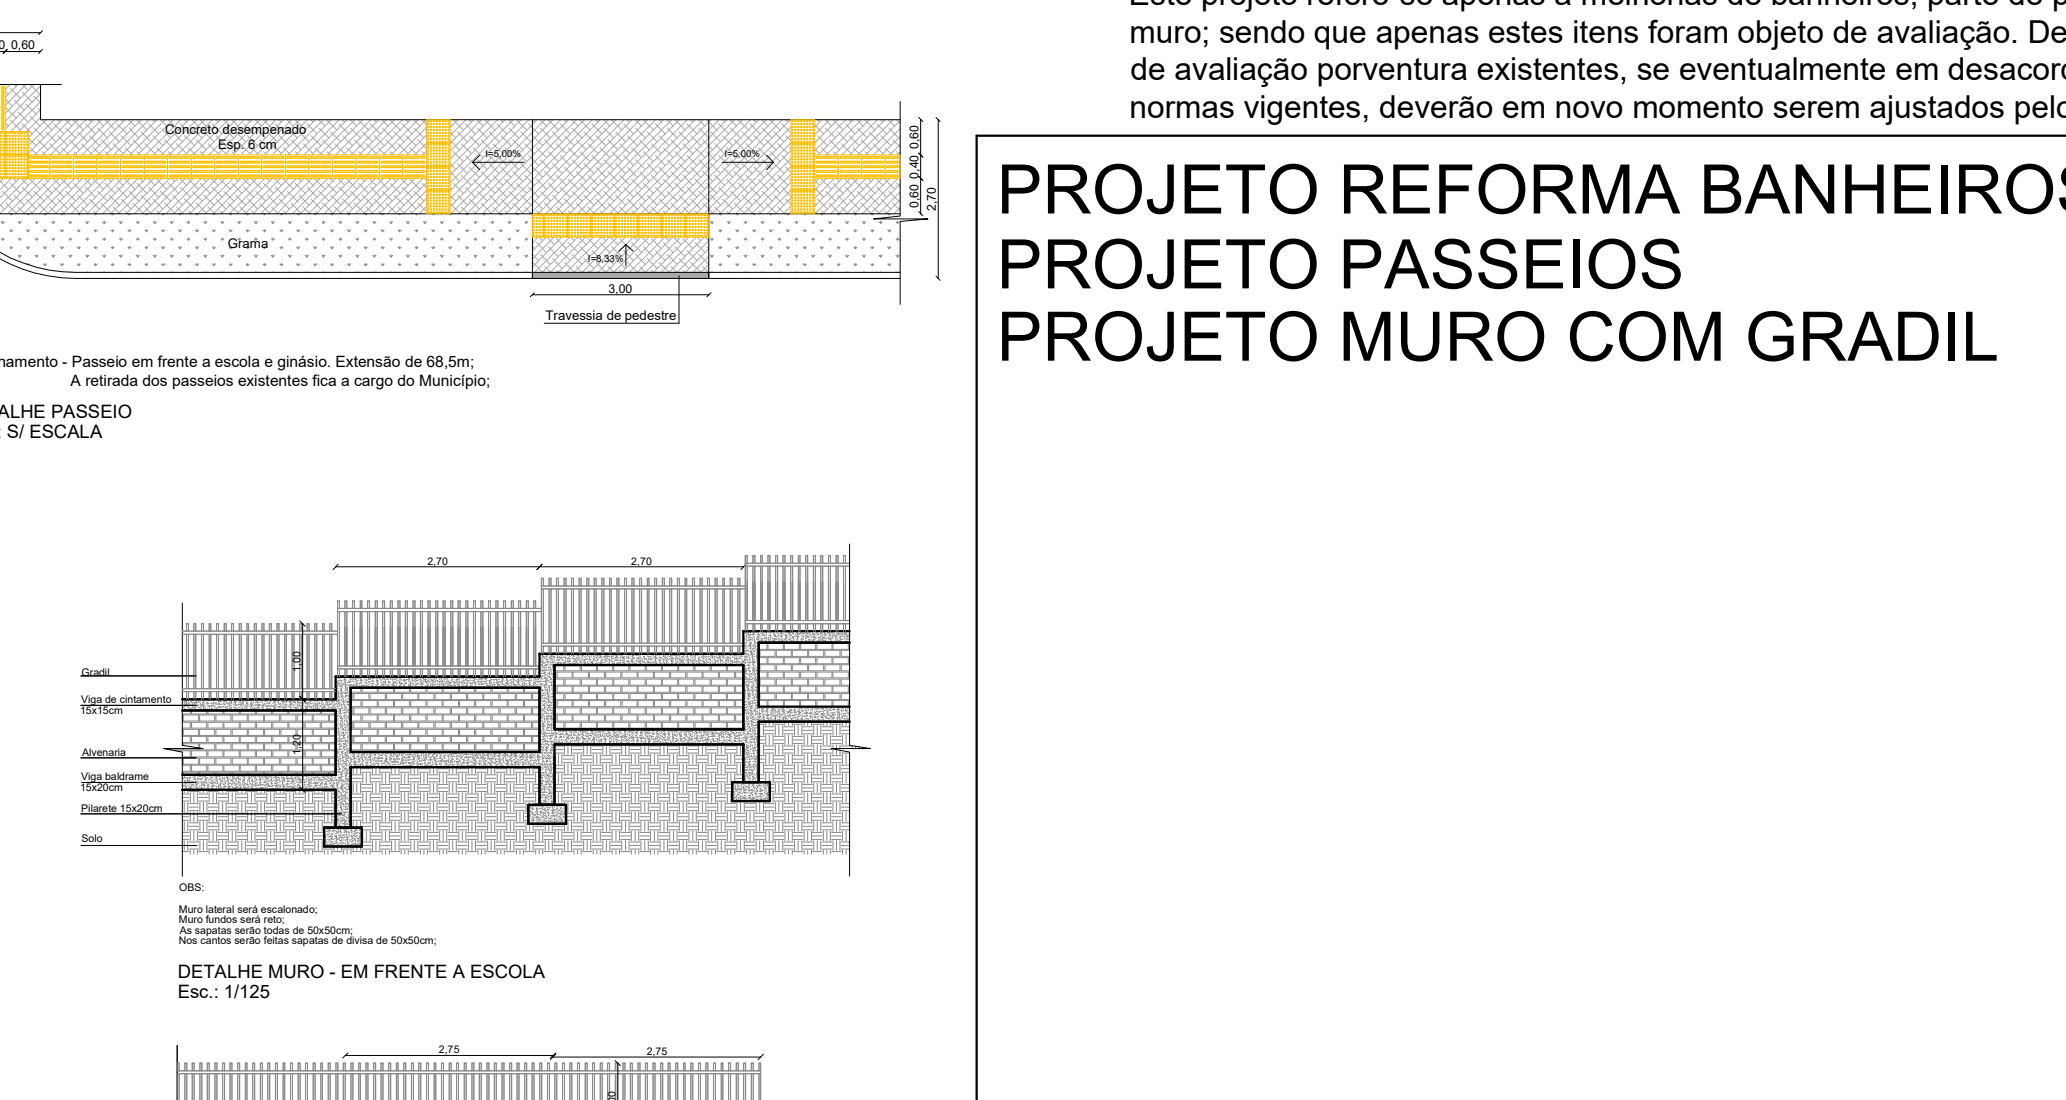 0,60
Concreto desempenado
Esp. 6 cm
I=5,00%
I=5,00%
0,60
0,40
0,60
2,70
Grama
I=8.33%
3,00
Travessia de pedestre
namento - Passeio em frente a escola e ginásio. Extensão de 68,5m;
A retirada dos passeios existentes fica a cargo do Município;
ALHE PASSEIO
: S/ ESCALA
muro; sendo que apenas estes itens foram objeto de avaliação. De
de avaliação porventura existentes, se eventualmente em desacord
normas vigentes, deverão em novo momento serem ajustados pelo
PROJETO REFORMA BANHEIROS
PROJETO PASSEIOS
PROJETO MURO COM GRADIL
2,70
2,70
1,00
1,20
Gradil
Viga de cintamento
15x15cm
Alvenaria
Viga baldrame
15x20cm
Pilarete 15x20cm
Solo
OBS:
Muro lateral será escalonado;
Muro fundos será reto;
As sapatas serão todas de 50x50cm;
Nos cantos serão feitas sapatas de divisa de 50x50cm;
DETALHE MURO - EM FRENTE A ESCOLA
Esc.: 1/125
2,75
2,75